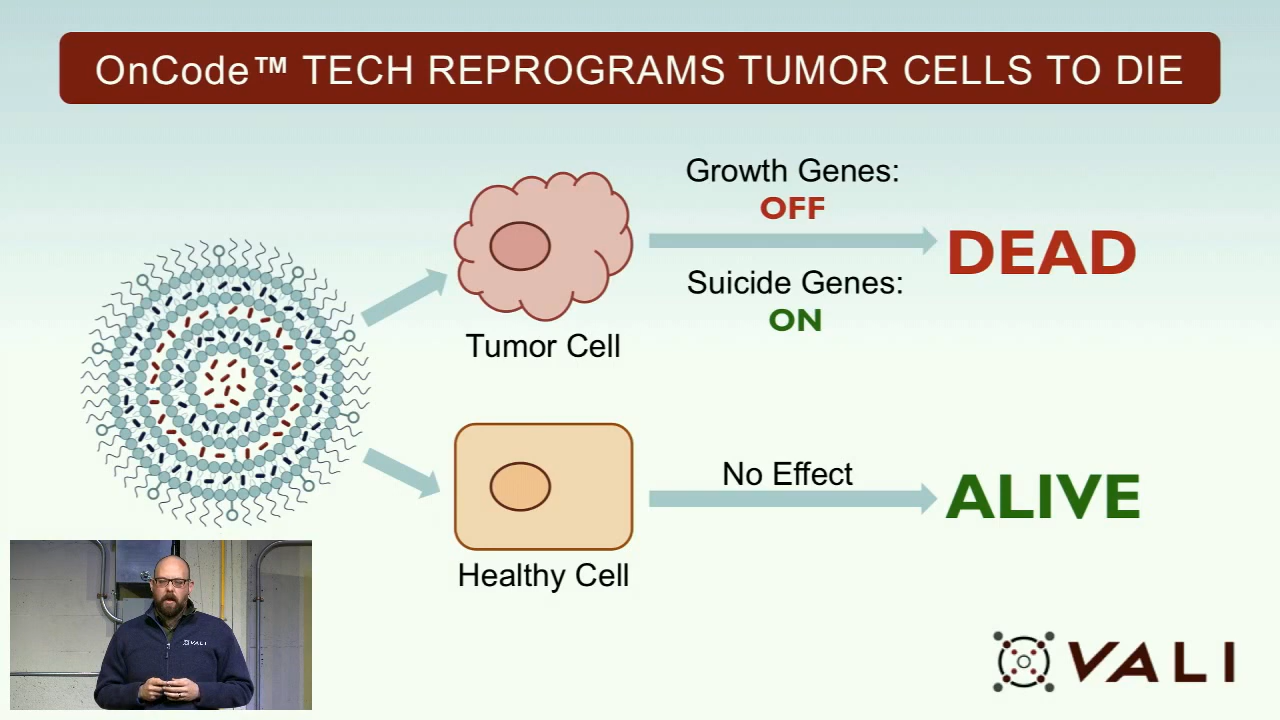 OnCode™ TECH REPROGRAMS TUMOR CELLS TO DIE
Growth Genes:
OFF
DEAD
Suicide Genes:
ON
Tumor Cell
No Effect
ALIVE
Healthy Cell
VALI
VALI